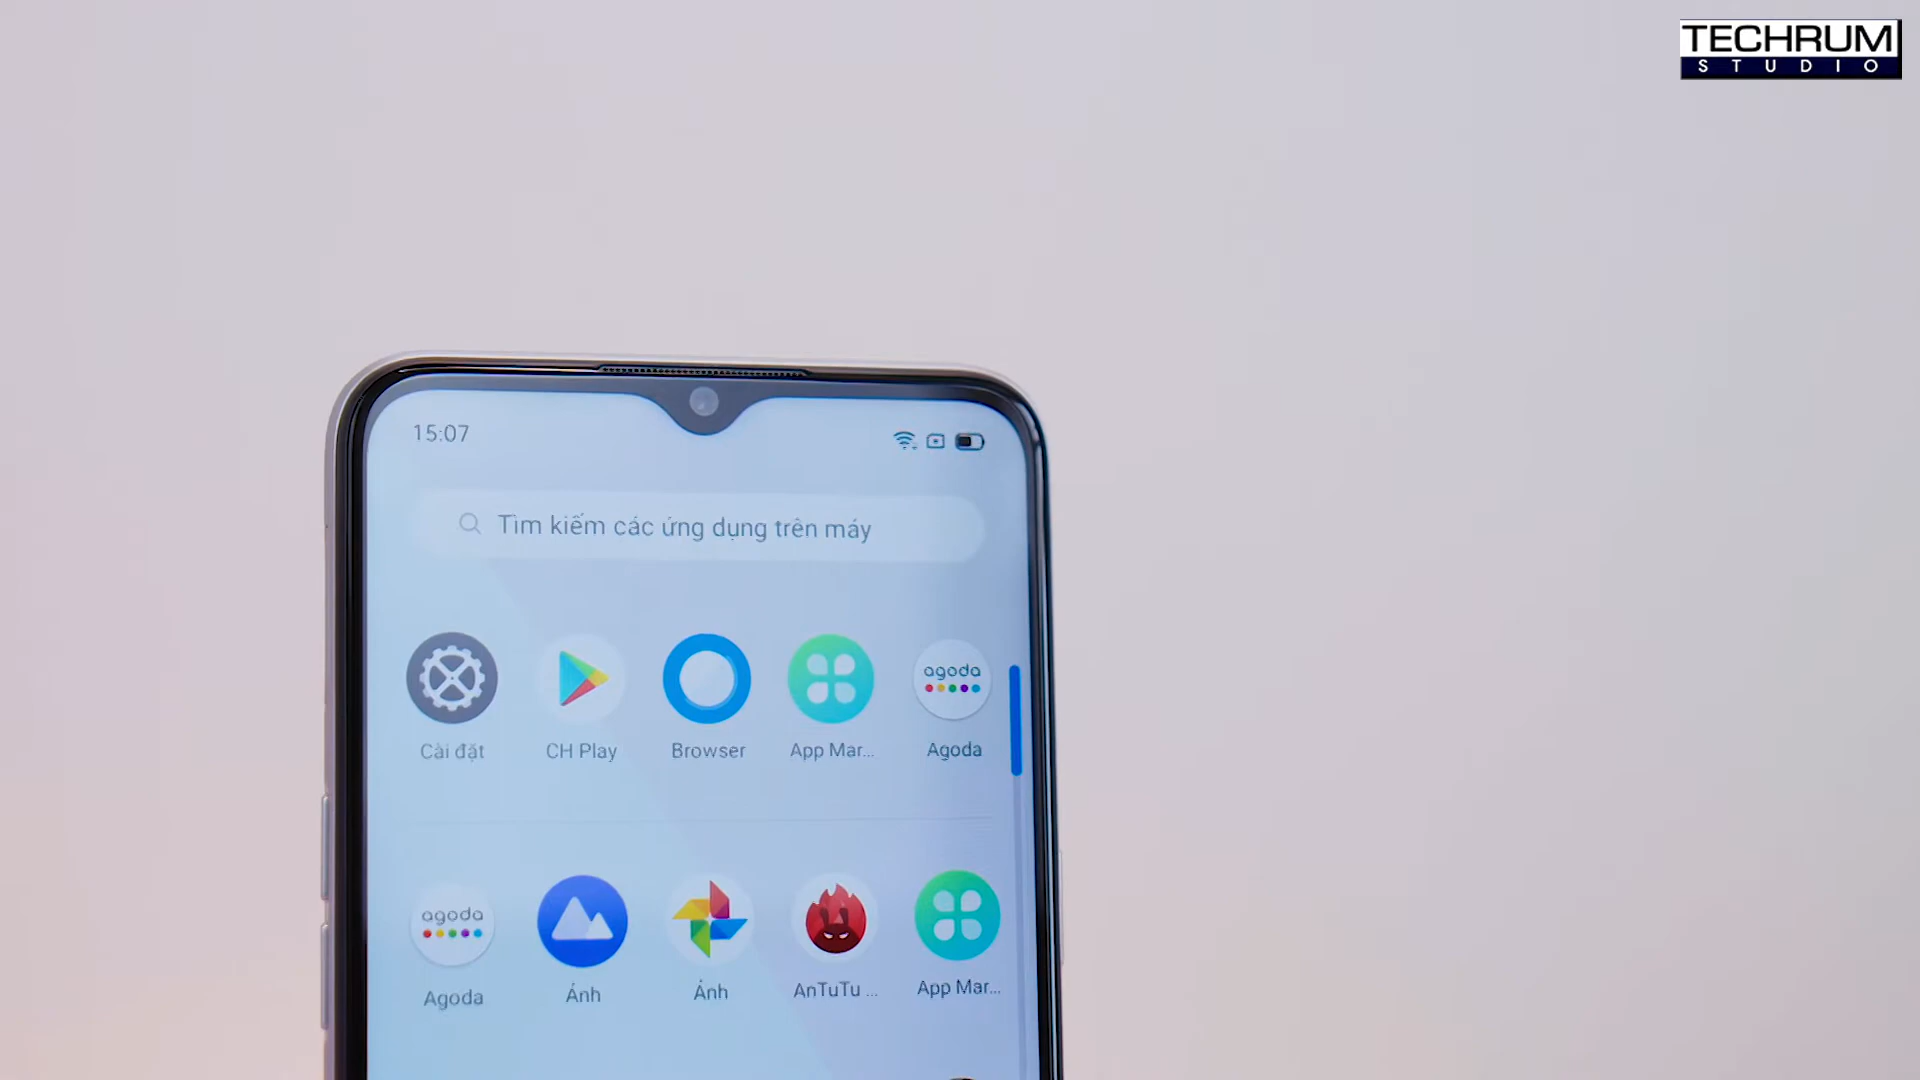 TECHRUM
STUDIO
15:07
Tìm kiếm các ứng dụng trên máy
agoda
Cài đặt
CH Play
Browser
App Mar...
Agoda
agoda
Agoda
Ảnh
Ảnh
AnTuTu ...
App Mar...